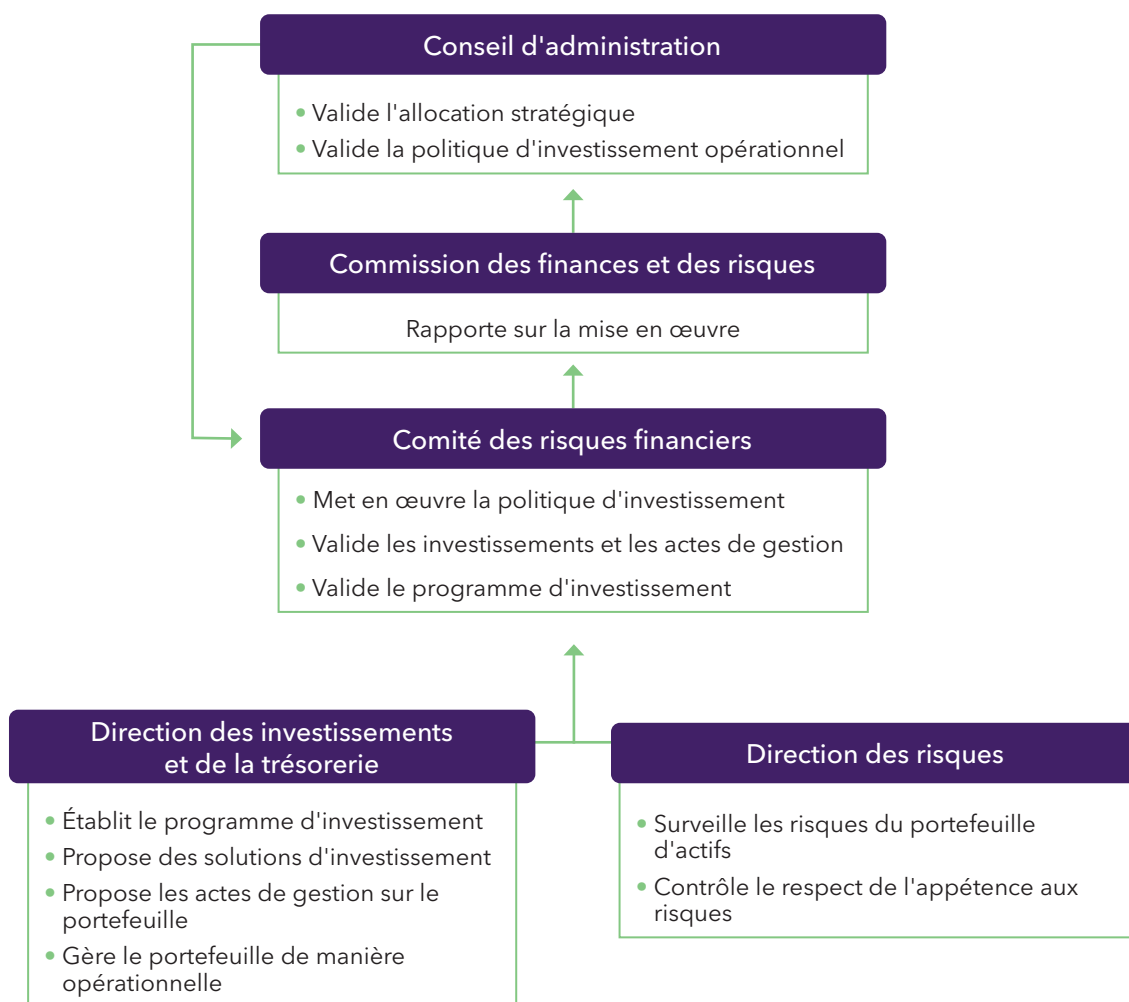 Conseil d'administration
• Valide l'allocation stratégique
• Valide la politique d'investissement opérationnel
Commission des finances et des risques
Rapporte sur la mise en œuvre
Comité des risques financiers
• Met en œuvre la politique d'investissement
• Valide les investissements et les actes de gestion
• Valide le programme d'investissement
Direction des investissements
et de la trésorerie
• Établit le programme d'investissement
• Propose des solutions d'investissement
• Propose les actes de gestion sur le
portefeuille
• Gère le portefeuille de manière
opérationnelle
Direction des risques
• Surveille les risques du portefeuille
d'actifs
• Contrôle le respect de l'appétence aux
risques